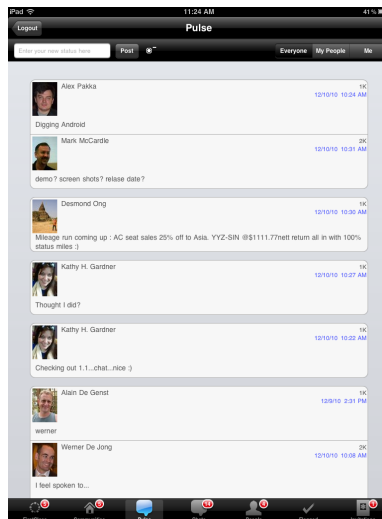 iPad 11:24 AM 41%
Logout Pulse
Enter your new status here Post Everyone My People Me
Alex Pakka 1K
12/10/10 10:24 AM
Digging Android
Mark McCardle 2K
12/10/10 10:31 AM
demo? screen shots? relase date?
Desmond Ong 1K
12/10/10 10:30 AM
Mileage run coming up : AC seat sales 25% off to Asia. YYZ-SIN @$1111.77nett return all in with 100%
status miles :)
Kathy H. Gardner 1K
12/10/10 10:27 AM
Thought I did?
Kathy H. Gardner 1K
12/10/10 10:22 AM
Checking out 1.1...chat...nice :)
Alain De Genst 1K
12/9/10 2:31 PM
werner
Werner De Jong 2K
12/10/10 10:08 AM
I feel spoken to...